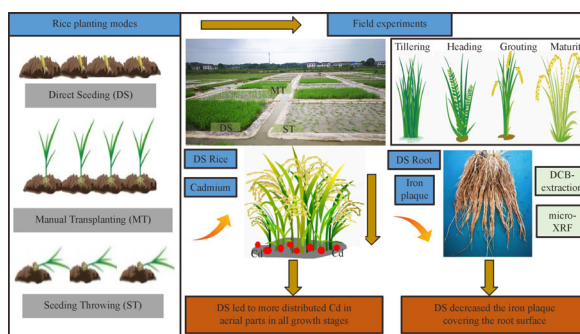 Rice planting modes
Direct Seeding (DS)
Manual Transplanting (MT)
Seeding Throwing (ST)
Field experiments
MT
DS
ST
Tillering
Heading
Grouting
Maturit
DS Rice
Cadmium
Cd
Cd
DS Root
Iron
plaque
DCB-
extraction
micro-
XRF
DS led to more distributed Cd in
aerial parts in all growth stages
DS decreased the iron plaque
covering the root surface